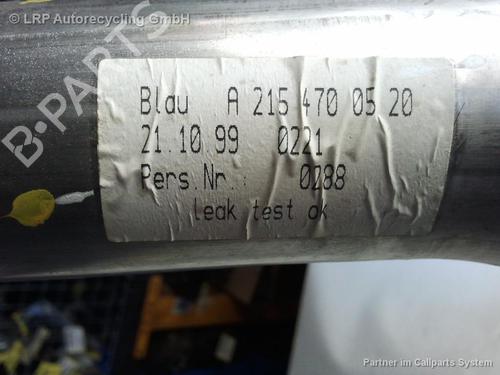 © LRP Autorecycling GmbH
Blau A 215 470 05 20
21.10 99 0221
Pers.Nr.: 0288
leak test ok
Partner im Callparts System